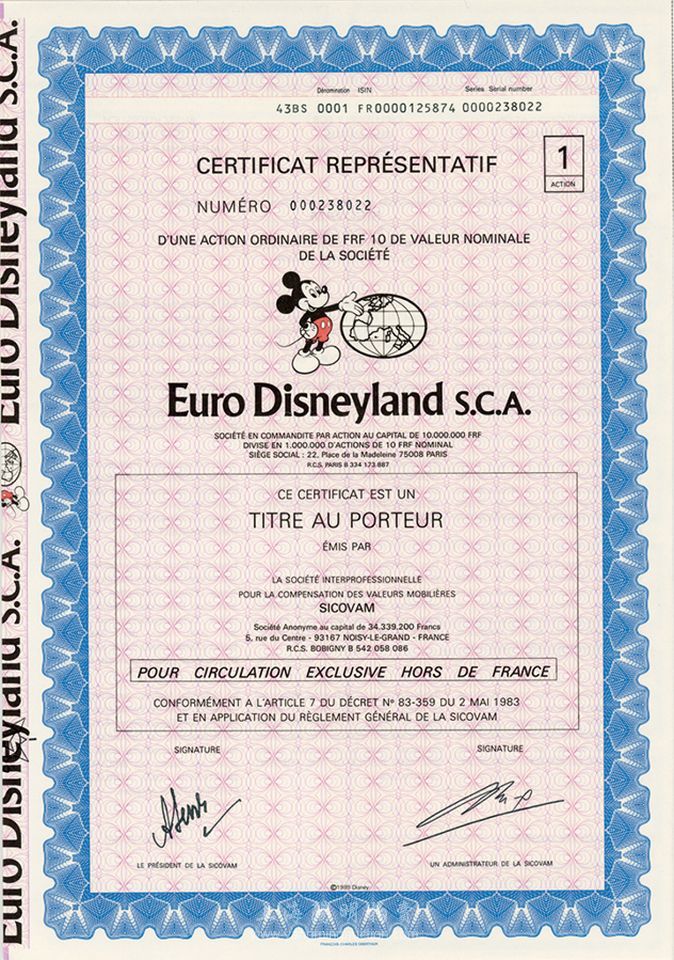 Dénomination ISIN Series Serial number
43BS 0001 FR0000125874 0000238022
CERTIFICAT REPRÉSENTATIF
1
ACTION
NUMÉRO 000238022
D'UNE ACTION ORDINAIRE DE FRF 10 DE VALEUR NOMINALE
DE LA SOCIÉTÉ
Euro Disneyland S.C.A.
SOCIÉTÉ EN COMMANDITE PAR ACTION AU CAPITAL DE 10.000.000 FRF
DIVISE EN 1.000.000 D'ACTIONS DE 10 FRF NOMINAL
SIÈGE SOCIAL : 22, Place de la Madeleine 75008 PARIS
R.C.S. PARIS B 334 173 887
CE CERTIFICAT EST UN
TITRE AU PORTEUR
ÉMIS PAR
LA SOCIÉTÉ INTERPROFESSIONNELLE
POUR LA COMPENSATION DES VALEURS MOBILIÈRES
SICOVAM
Société Anonyme au capital de 34.339.200 Francs
5, rue du Centre - 93167 NOISY-LE-GRAND - FRANCE
R.C.S. BOBIGNY B 542 058 086
POUR CIRCULATION EXCLUSIVE HORS DE FRANCE
CONFORMÉMENT A L'ARTICLE 7 DU DÉCRET N° 83-359 DU 2 MAI 1983
ET EN APPLICATION DU RÈGLEMENT GÉNÉRAL DE LA SICOVAM
SIGNATURE
SIGNATURE
LE PRÉSIDENT DE LA SICOVAM
UN ADMINISTRATEUR DE LA SICOVAM
Disney
Euro Disneyland S.C.A.
Euro Disneyland S.C.A.